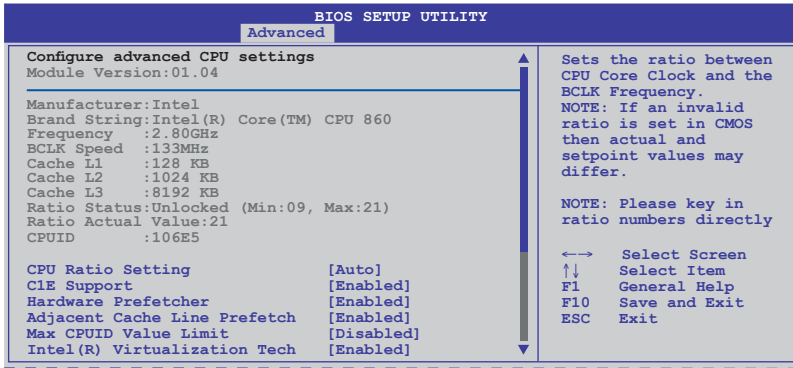 BIOS SETUP UTILITY
Advanced
Configure advanced CPU settings
Module Version:01.04
Manufacturer:Intel
Brand String:Intel(R) Core(TM) CPU 860
Frequency :2.80GHz
BCLK Speed :133MHz
Cache L1 :128 KB
Cache L2 :1024 KB
Cache L3 :8192 KB
Ratio Status:Unlocked (Min:09, Max:21)
Ratio Actual Value:21
CPUID :106E5
CPU Ratio Setting [Auto]
C1E Support [Enabled]
Hardware Prefetcher [Enabled]
Adjacent Cache Line Prefetch [Enabled]
Max CPUID Value Limit [Disabled]
Intel(R) Virtualization Tech [Enabled]
Sets the ratio between
CPU Core Clock and the
BCLK Frequency.
NOTE: If an invalid
ratio is set in CMOS
then actual and
setpoint values may
differ.
NOTE: Please key in
ratio numbers directly
←→ Select Screen
↑↓ Select Item
F1 General Help
F10 Save and Exit
ESC Exit